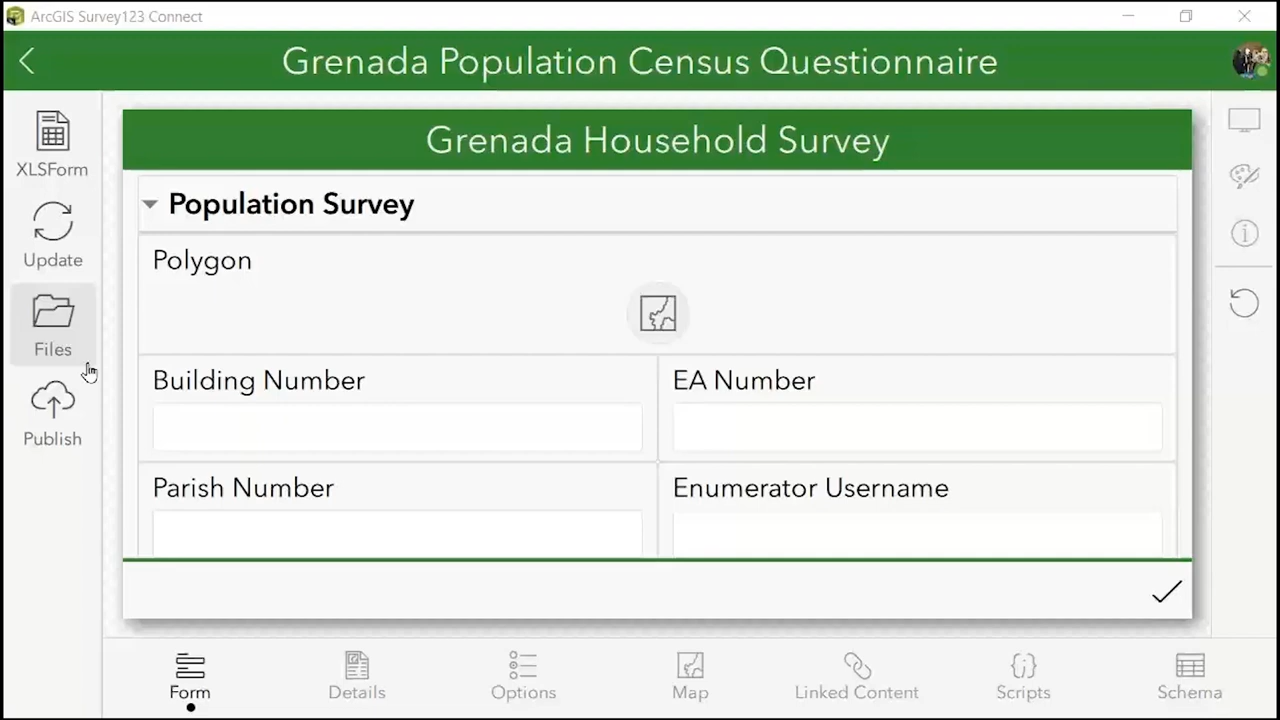 ArcGIS Survey123 Connect
Grenada Population Census Questionnaire
XLSForm
Update
Files
Publish
Grenada Household Survey
Population Survey
Polygon
Building Number
EA Number
Parish Number
Enumerator Username
Form
Details
Options
Map
Linked Content
Scripts
Schema